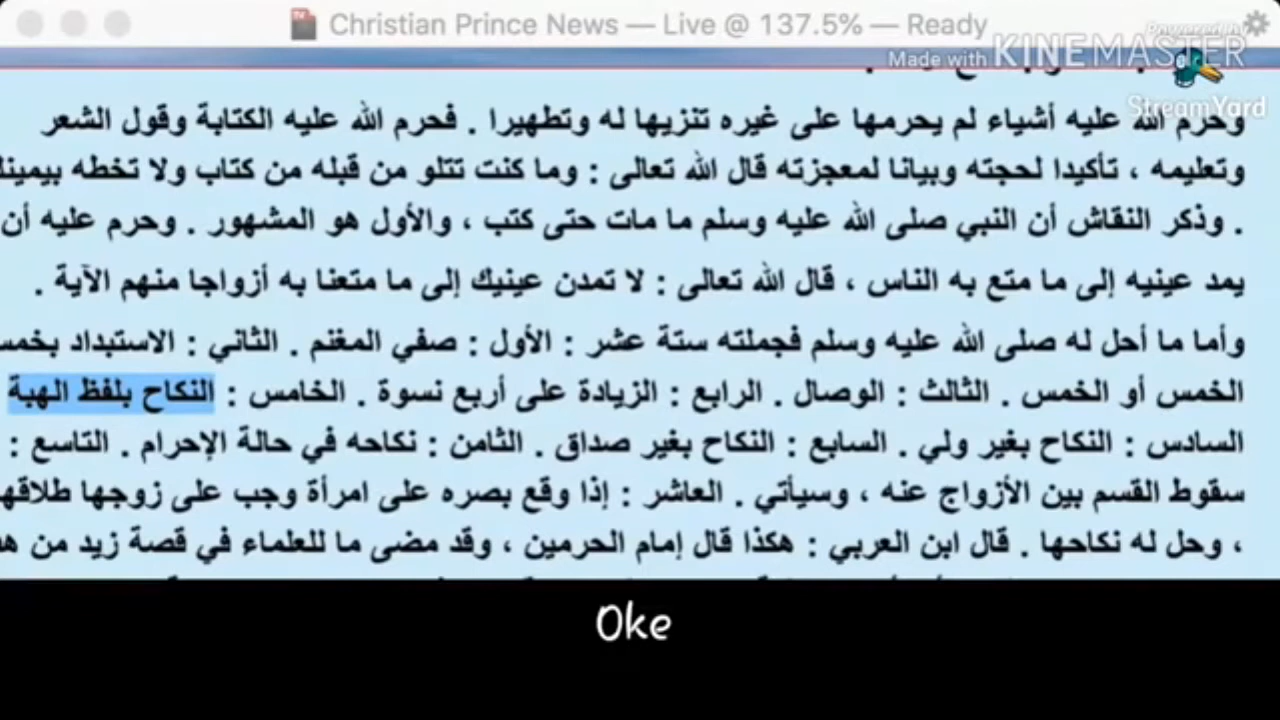 Christian Prince News — Live @ 137.5% — Ready
Powered by
Made with KINEMASTER
StreamYard
وحرم الله عليه أشياء لم يحرمها على غيره تنزيها له وتطهيرا . فحرم الله عليه الكتابة وقول الشعر
وتعليمه ، تأكيدا لحجته وبيانا لمعجزته قال الله تعالى : وما كنت تتلو من قبله من كتاب ولا تخطه بيمينك
. وذكر النقاش أن النبي صلى الله عليه وسلم ما مات حتى كتب ، والأول هو المشهور . وحرم عليه أن
يمد عينيه إلى ما متع به الناس ، قال الله تعالى : لا تمدن عينيك إلى ما متعنا به أزواجا منهم الآية .
وأما ما أحل له صلى الله عليه وسلم فجملته ستة عشر : الأول : صفي المغنم . الثاني : الاستبداد بخمس
الخمس أو الخمس . الثالث : الوصال . الرابع : الزيادة على أربع نسوة . الخامس : النكاح بلفظ الهبة
السادس : النكاح بغير ولي . السابع : النكاح بغير صداق . الثامن : نكاحه في حالة الإحرام . التاسع :
سقوط القسم بين الأزواج عنه ، وسيأتي . العاشر : إذا وقع بصره على امرأة وجب على زوجها طلاقها
، وحل له نكاحها . قال ابن العربي : هكذا قال إمام الحرمين ، وقد مضى ما للعلماء في قصة زيد من
Oke